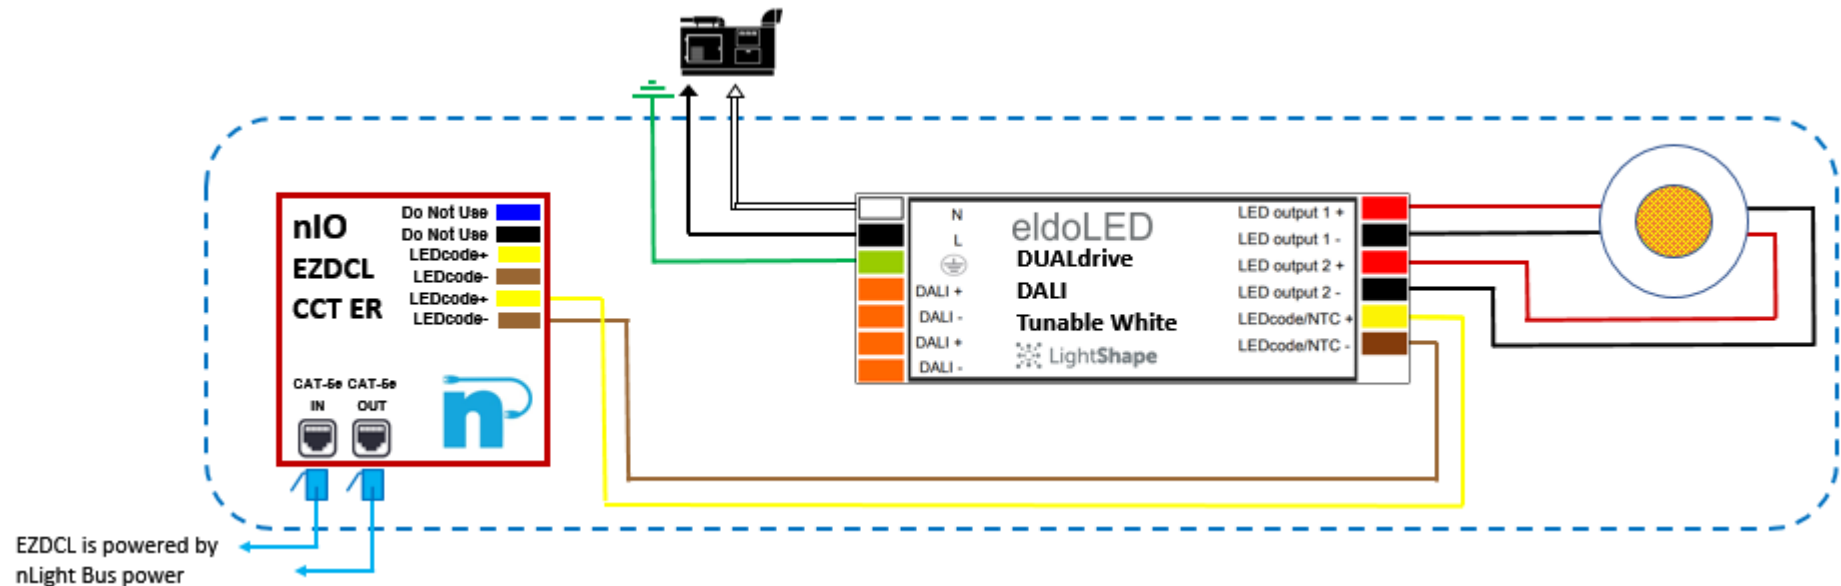 nIO
EZDCL
CCT ER
Do Not Use
Do Not Use
LEDcode+
LEDcode-
LEDcode+
LEDcode-
CAT-5e CAT-5e
IN OUT
n
EZDCL is powered by
nLight Bus power
N
L
DALI +
DALI -
DALI +
DALI -
eldoLED
DUALdrive
DALI
Tunable White
LightShape
LED output 1 +
LED output 1 -
LED output 2 +
LED output 2 -
LEDcode/NTC +
LEDcode/NTC -